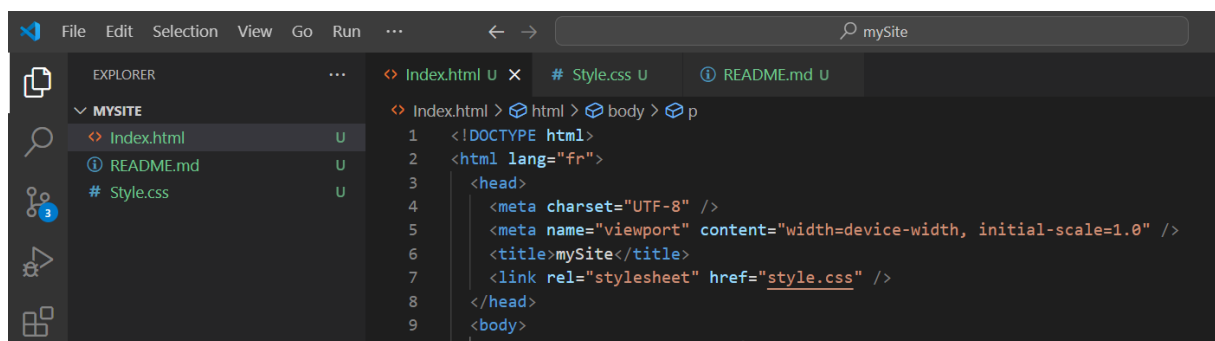 File Edit Selection View Go Run ··· ← → mySite
EXPLORER ···
Index.html U × # Style.css U README.md U
MYSITE
Index.html U
README.md U
# Style.css U
3
Index.html > html > body > p
1 <!DOCTYPE html>
2 <html lang="fr">
3 <head>
4 <meta charset="UTF-8" />
5 <meta name="viewport" content="width=device-width, initial-scale=1.0" />
6 <title>mySite</title>
7 <link rel="stylesheet" href="style.css" />
8 </head>
9 <body>